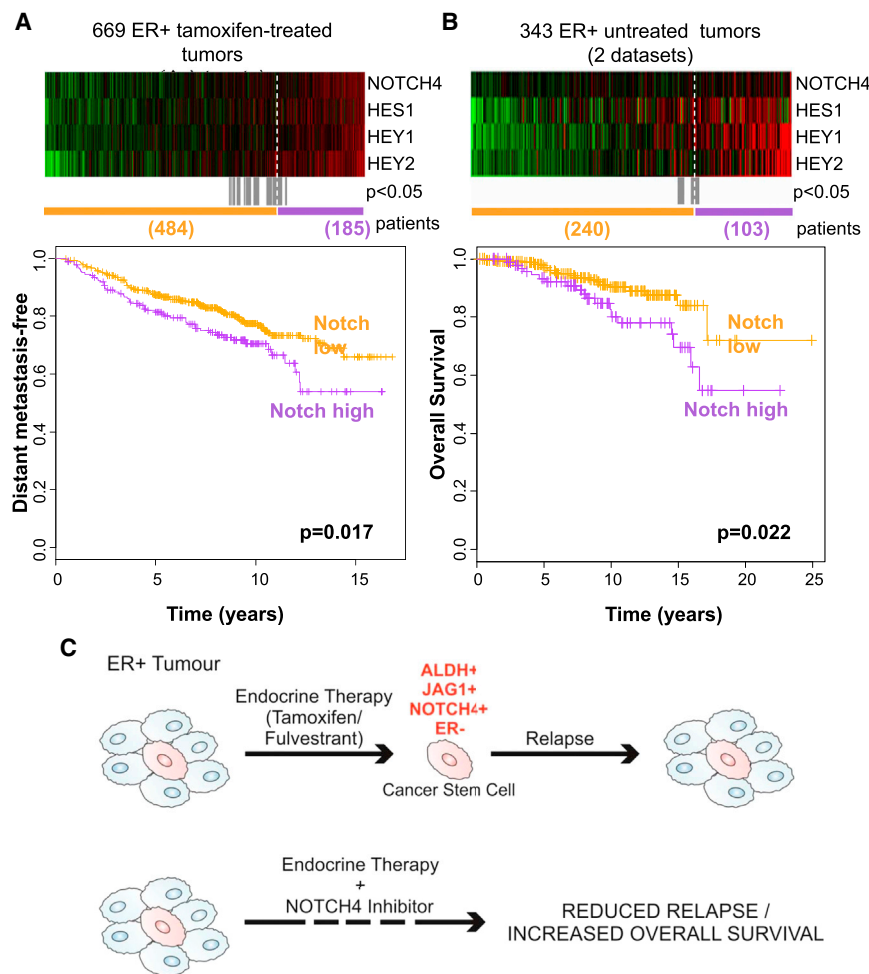 A
669 ER+ tamoxifen-treated
tumors
NOTCH4
HES1
HEY1
HEY2
p<0.05
patients
(484)
(185)
Distant metastasis-free
1.0
0.8
0.6
0.4
0.2
0.0
Notch
low
Notch high
p=0.017
0
5
10
15
Time (years)
B
343 ER+ untreated tumors
(2 datasets)
NOTCH4
HES1
HEY1
HEY2
p<0.05
patients
(240)
(103)
Overall Survival
1.0
0.8
0.6
0.4
0.2
0.0
Notch
low
Notch high
p=0.022
0
5
10
15
20
25
Time (years)
C
ER+ Tumour
Endocrine Therapy
(Tamoxifen/
Fulvestrant)
ALDH+
JAG1+
NOTCH4+
ER-
Cancer Stem Cell
Relapse
Endocrine Therapy
+
NOTCH4 Inhibitor
REDUCED RELAPSE /
INCREASED OVERALL SURVIVAL